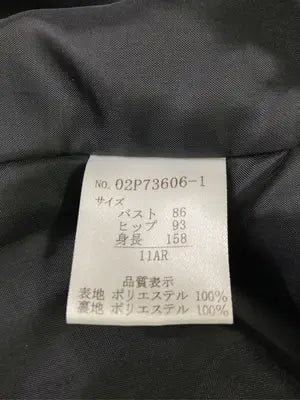 No. 02P73606-1
サイズ
バスト 86
ヒップ 93
身長 158
11AR
品質表示
表地 ポリエステル 100%
裏地 ポリエステル 100%